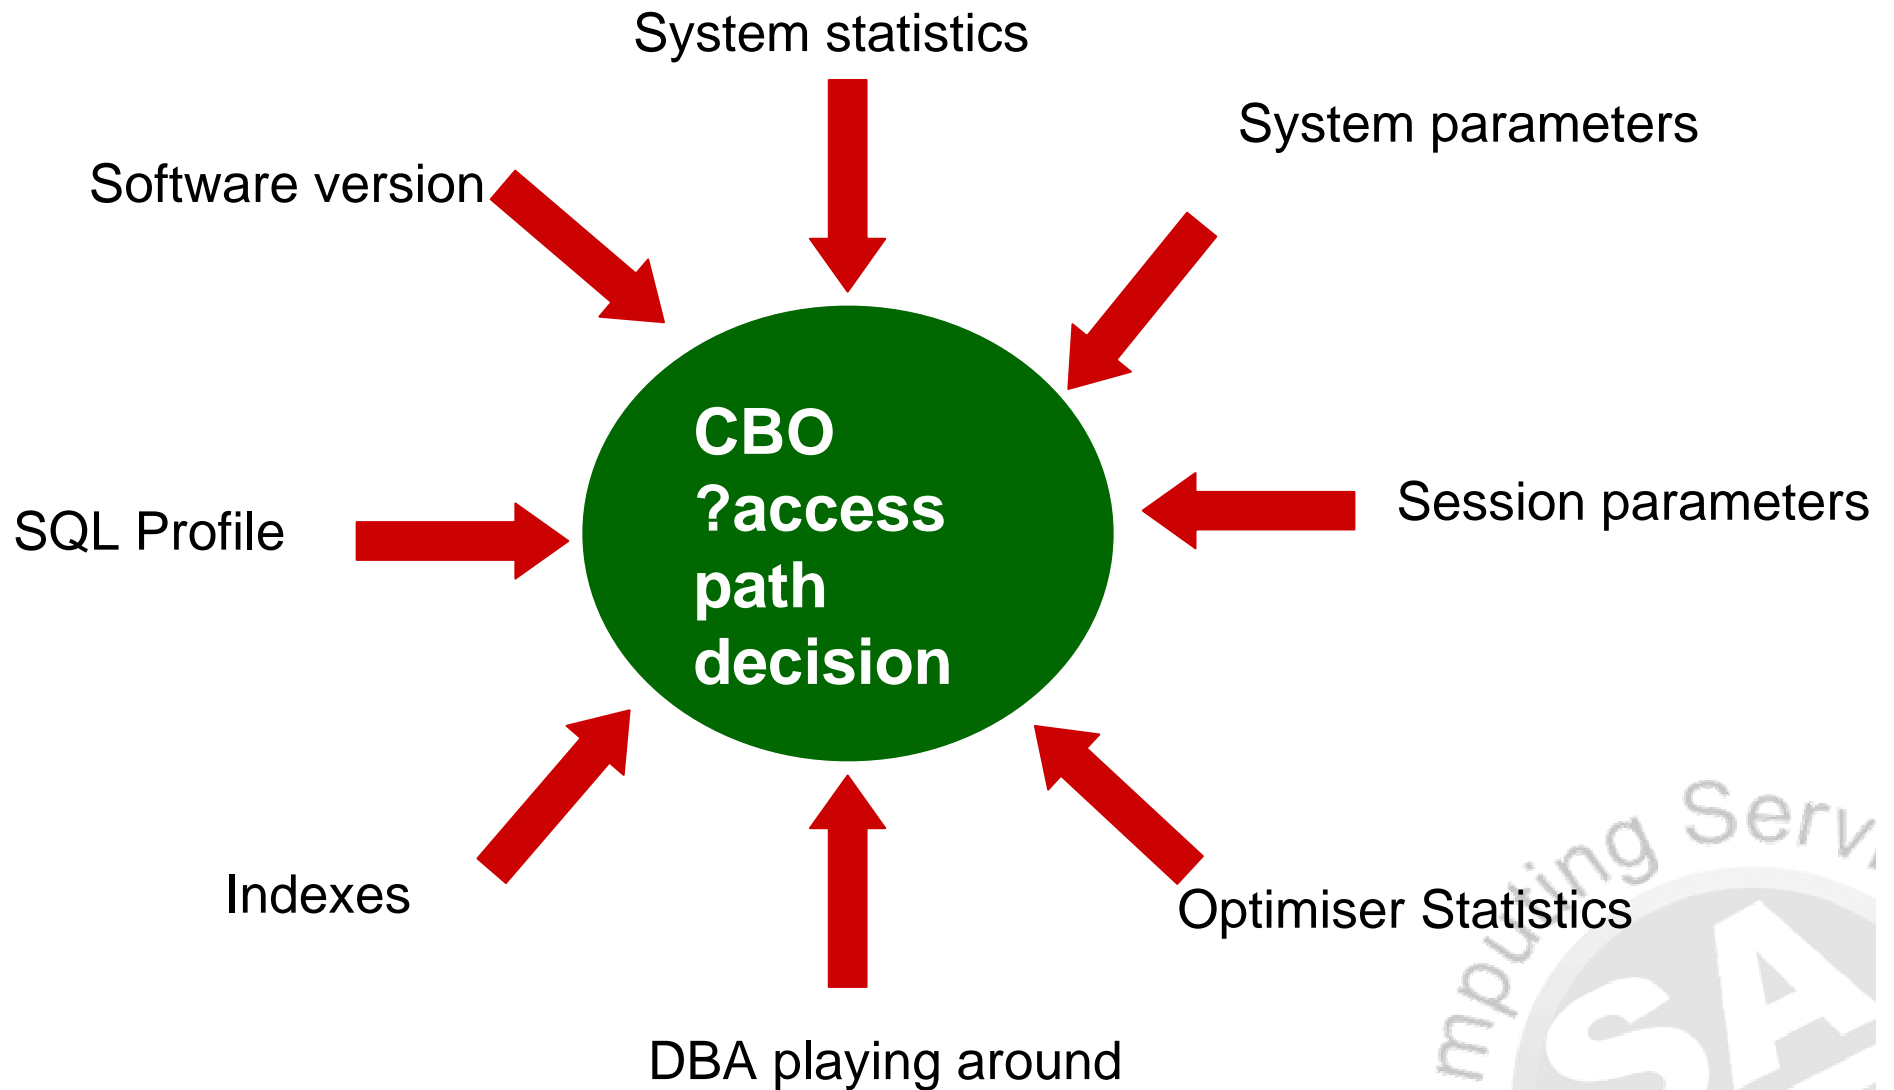 System statistics
System parameters
Software version
CBO
?access
path
decision
Session parameters
SQL Profile
Indexes
Optimiser Statistics
DBA playing around
SA